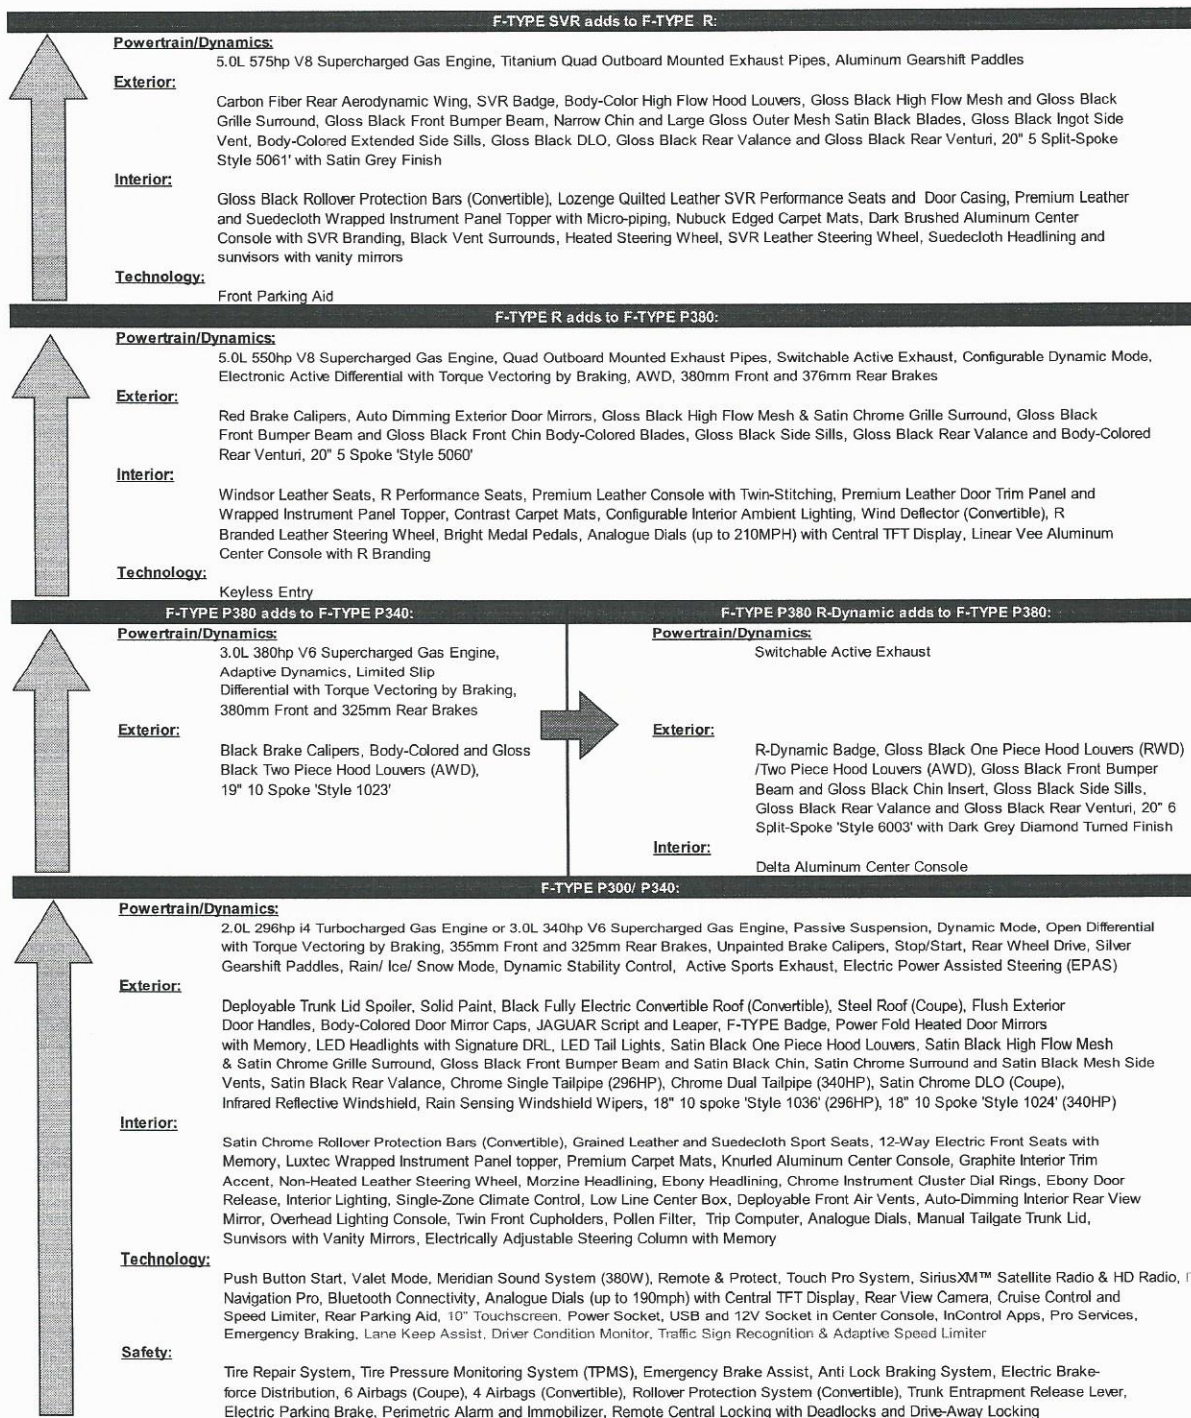 F-TYPE SVR adds to F-TYPE R:
Powertrain/Dynamics:
5.0L 575hp V8 Supercharged Gas Engine, Titanium Quad Outboard Mounted Exhaust Pipes, Aluminum Gearshift Paddles
Exterior:
Carbon Fiber Rear Aerodynamic Wing, SVR Badge, Body-Color High Flow Hood Louvers, Gloss Black High Flow Mesh and Gloss Black
Grille Surround, Gloss Black Front Bumper Beam, Narrow Chin and Large Gloss Outer Mesh Satin Black Blades, Gloss Black Ingot Side
Vent, Body-Colored Extended Side Sills, Gloss Black DLO, Gloss Black Rear Valance and Gloss Black Rear Venturi, 20" 5 Split-Spoke
Style 5061' with Satin Grey Finish
Interior:
Gloss Black Rollover Protection Bars (Convertible), Lozenge Quilted Leather SVR Performance Seats and Door Casing, Premium Leather
and Suedecloth Wrapped Instrument Panel Topper with Micro-piping, Nubuck Edged Carpet Mats, Dark Brushed Aluminum Center
Console with SVR Branding, Black Vent Surrounds, Heated Steering Wheel, SVR Leather Steering Wheel, Suedecloth Headlining and
sunvisors with vanity mirrors
Technology:
Front Parking Aid
F-TYPE R adds to F-TYPE P380:
Powertrain/Dynamics:
5.0L 550hp V8 Supercharged Gas Engine, Quad Outboard Mounted Exhaust Pipes, Switchable Active Exhaust, Configurable Dynamic Mode,
Electronic Active Differential with Torque Vectoring by Braking, AWD, 380mm Front and 376mm Rear Brakes
Exterior:
Red Brake Calipers, Auto Dimming Exterior Door Mirrors, Gloss Black High Flow Mesh & Satin Chrome Grille Surround, Gloss Black
Front Bumper Beam and Gloss Black Front Chin Body-Colored Blades, Gloss Black Side Sills, Gloss Black Rear Valance and Body-Colored
Rear Venturi, 20" 5 Spoke 'Style 5060'
Interior:
Windsor Leather Seats, R Performance Seats, Premium Leather Console with Twin-Stitching, Premium Leather Door Trim Panel and
Wrapped Instrument Panel Topper, Contrast Carpet Mats, Configurable Interior Ambient Lighting, Wind Deflector (Convertible), R
Branded Leather Steering Wheel, Bright Medal Pedals, Analogue Dials (up to 210MPH) with Central TFT Display, Linear Vee Aluminum
Center Console with R Branding
Technology:
Keyless Entry
F-TYPE P380 adds to F-TYPE P340:
Powertrain/Dynamics:
3.0L 380hp V6 Supercharged Gas Engine,
Adaptive Dynamics, Limited Slip
Differential with Torque Vectoring by Braking,
380mm Front and 325mm Rear Brakes
Exterior:
Black Brake Calipers, Body-Colored and Gloss
Black Two Piece Hood Louvers (AWD),
19" 10 Spoke 'Style 1023'
F-TYPE P380 R-Dynamic adds to F-TYPE P380:
Powertrain/Dynamics:
Switchable Active Exhaust
Exterior:
R-Dynamic Badge, Gloss Black One Piece Hood Louvers (RWD)
/Two Piece Hood Louvers (AWD), Gloss Black Front Bumper
Beam and Gloss Black Chin Insert, Gloss Black Side Sills,
Gloss Black Rear Valance and Gloss Black Rear Venturi, 20" 6
Split-Spoke 'Style 6003' with Dark Grey Diamond Turned Finish
Interior:
Delta Aluminum Center Console
F-TYPE P300/ P340:
Powertrain/Dynamics:
2.0L 296hp i4 Turbocharged Gas Engine or 3.0L 340hp V6 Supercharged Gas Engine, Passive Suspension, Dynamic Mode, Open Differential
with Torque Vectoring by Braking, 355mm Front and 325mm Rear Brakes, Unpainted Brake Calipers, Stop/Start, Rear Wheel Drive, Silver
Gearshift Paddles, Rain/ Ice/ Snow Mode, Dynamic Stability Control, Active Sports Exhaust, Electric Power Assisted Steering (EPAS)
Exterior:
Deployable Trunk Lid Spoiler, Solid Paint, Black Fully Electric Convertible Roof (Convertible), Steel Roof (Coupe), Flush Exterior
Door Handles, Body-Colored Door Mirror Caps, JAGUAR Script and Leaper, F-TYPE Badge, Power Fold Heated Door Mirrors
with Memory, LED Headlights with Signature DRL, LED Tail Lights, Satin Black One Piece Hood Louvers, Satin Black High Flow Mesh
& Satin Chrome Grille Surround, Gloss Black Front Bumper Beam and Satin Black Chin, Satin Chrome Surround and Satin Black Mesh Side
Vents, Satin Black Rear Valance, Chrome Single Tailpipe (296HP), Chrome Dual Tailpipe (340HP), Satin Chrome DLO (Coupe),
Infrared Reflective Windshield, Rain Sensing Windshield Wipers, 18" 10 spoke 'Style 1036' (296HP), 18" 10 Spoke 'Style 1024' (340HP)
Interior:
Satin Chrome Rollover Protection Bars (Convertible), Grained Leather and Suedecloth Sport Seats, 12-Way Electric Front Seats with
Memory, Luxtec Wrapped Instrument Panel topper, Premium Carpet Mats, Knurled Aluminum Center Console, Graphite Interior Trim
Accent, Non-Heated Leather Steering Wheel, Morzine Headlining, Ebony Headlining, Chrome Instrument Cluster Dial Rings, Ebony Door
Release, Interior Lighting, Single-Zone Climate Control, Low Line Center Box, Deployable Front Air Vents, Auto-Dimming Interior Rear View
Mirror, Overhead Lighting Console, Twin Front Cupholders, Pollen Filter, Trip Computer, Analogue Dials, Manual Tailgate Trunk Lid,
Sunvisors with Vanity Mirrors, Electrically Adjustable Steering Column with Memory
Technology:
Push Button Start, Valet Mode, Meridian Sound System (380W), Remote & Protect, Touch Pro System, SiriusXM™ Satellite Radio & HD Radio,
Navigation Pro, Bluetooth Connectivity, Analogue Dials (up to 190mph) with Central TFT Display, Rear View Camera, Cruise Control and
Speed Limiter, Rear Parking Aid, 10" Touchscreen, Power Socket, USB and 12V Socket in Center Console, InControl Apps, Pro Services,
Emergency Braking, Lane Keep Assist, Driver Condition Monitor, Traffic Sign Recognition & Adaptive Speed Limiter
Safety:
Tire Repair System, Tire Pressure Monitoring System (TPMS), Emergency Brake Assist, Anti Lock Braking System, Electric Brake-
force Distribution, 6 Airbags (Coupe), 4 Airbags (Convertible), Rollover Protection System (Convertible), Trunk Entrapment Release Lever,
Electric Parking Brake, Perimetric Alarm and Immobilizer, Remote Central Locking with Deadlocks and Drive-Away Locking